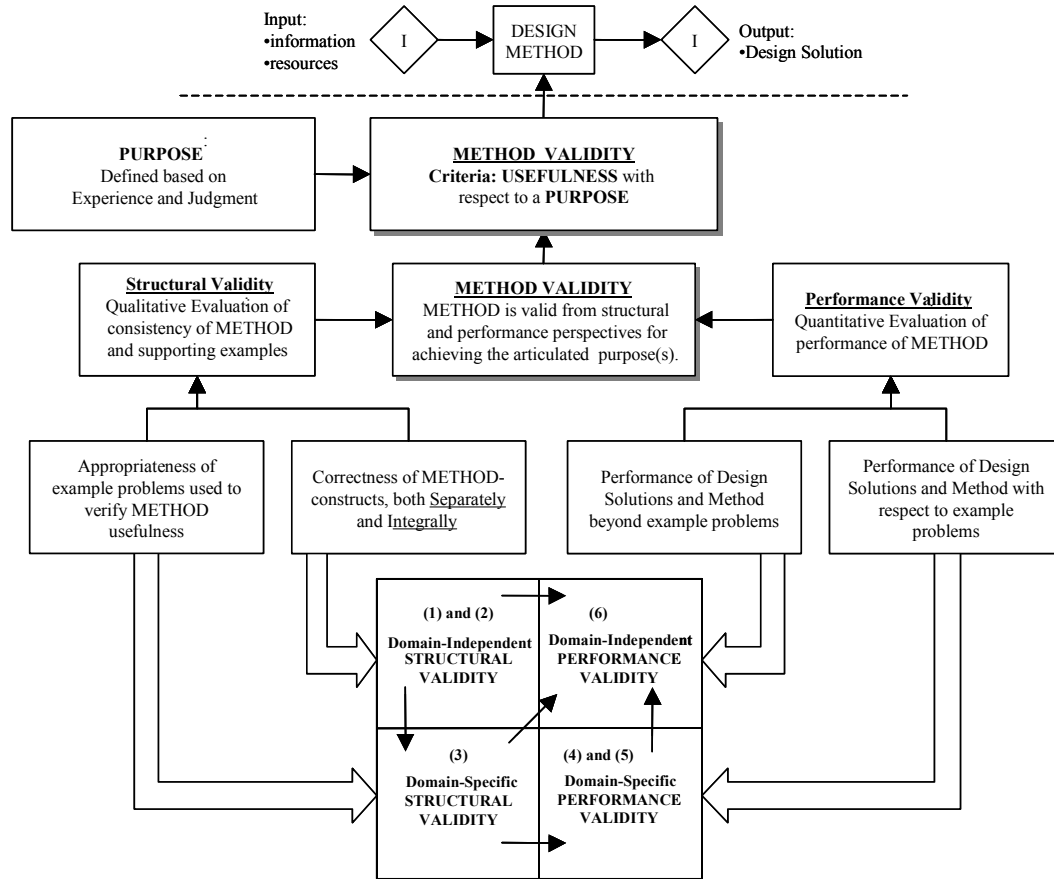 Input:
•information
•resources
I
DESIGN
METHOD
I
Output:
•Design Solution
PURPOSE:
Defined based on
Experience and Judgment
METHOD VALIDITY
Criteria: USEFULNESS with
respect to a PURPOSE
Structural Validity
Qualitative Evaluation of
consistency of METHOD
and supporting examples
METHOD VALIDITY
METHOD is valid from structural
and performance perspectives for
achieving the articulated purpose(s).
Performance Validity
Quantitative Evaluation of
performance of METHOD
Appropriateness of
example problems used to
verify METHOD
usefulness
Correctness of METHOD-
constructs, both Separately
and Integrally
Performance of Design
Solutions and Method
beyond example problems
Performance of Design
Solutions and Method with
respect to example
problems
(1) and (2)
Domain-Independent
STRUCTURAL
VALIDITY
(6)
Domain-Independent
PERFORMANCE
VALIDITY
(3)
Domain-Specific
STRUCTURAL
VALIDITY
(4) and (5)
Domain-Specific
PERFORMANCE
VALIDITY